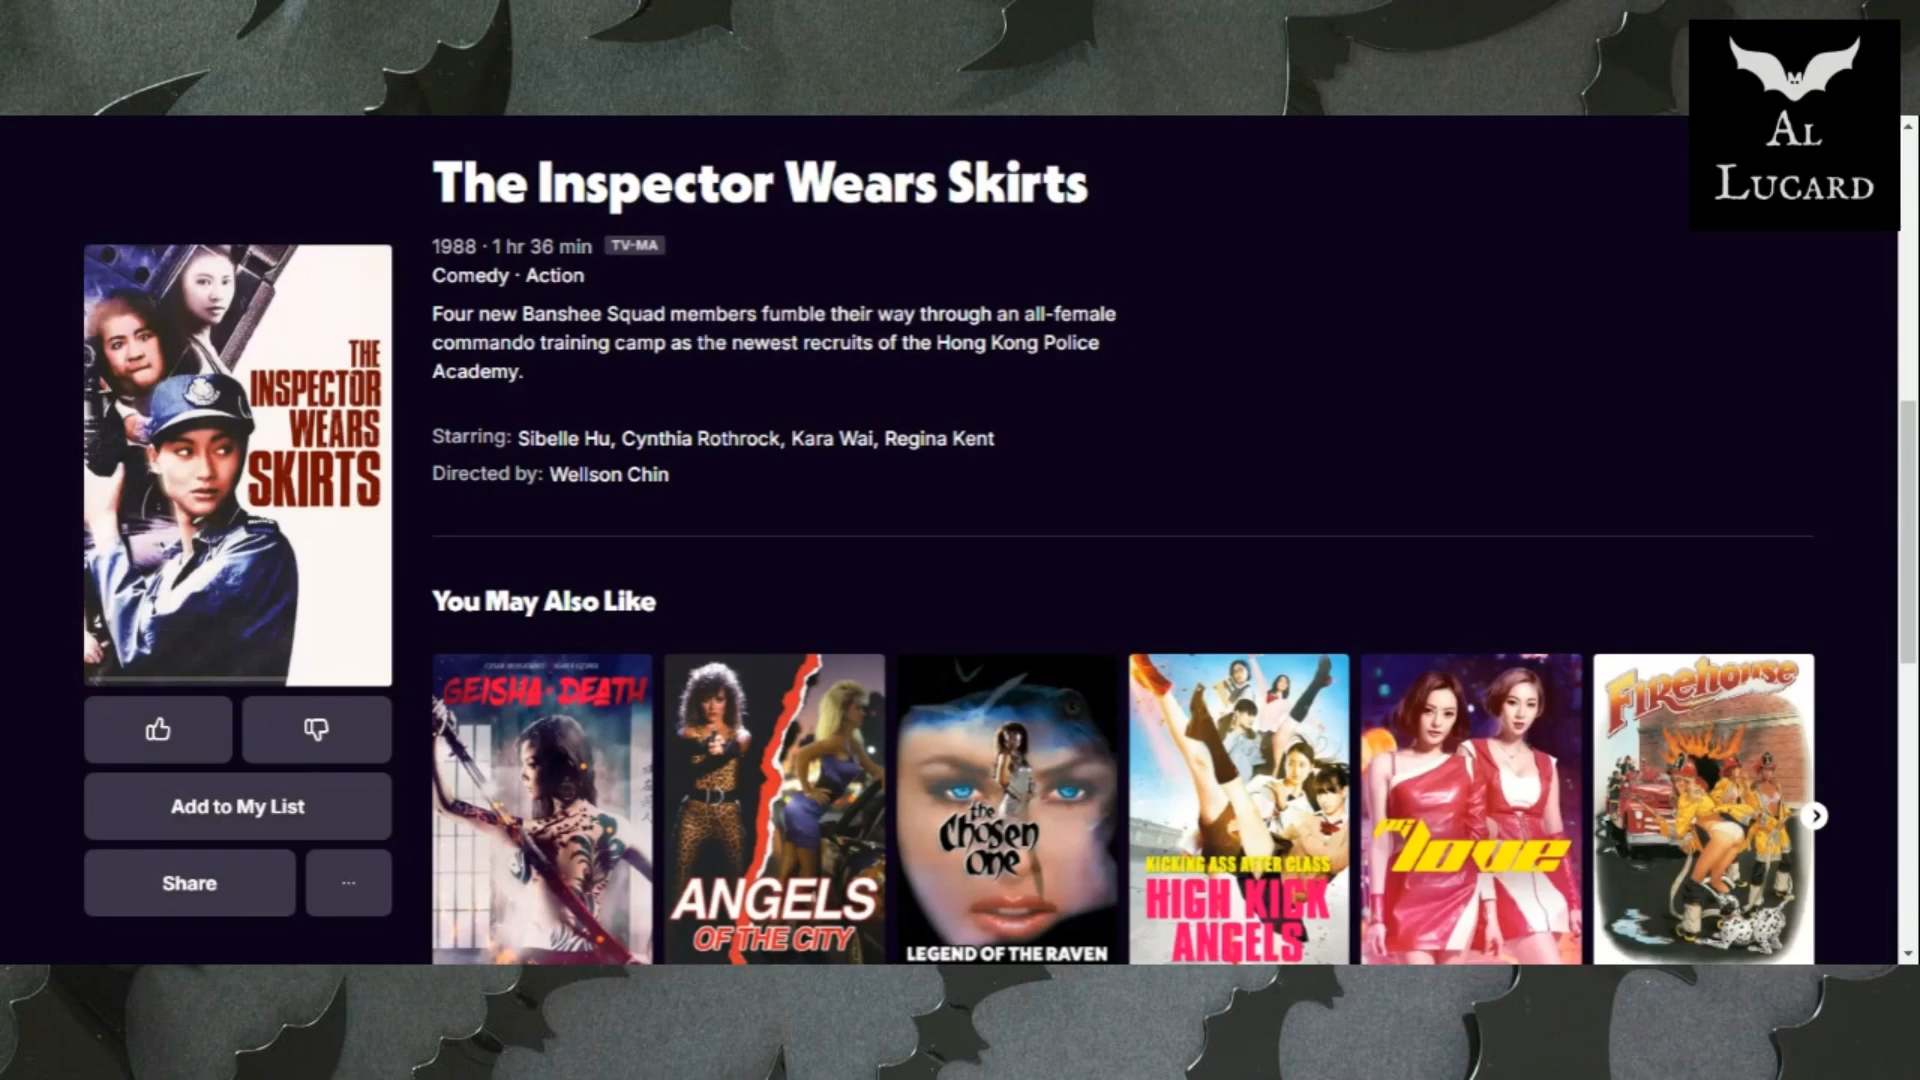 AL
LUCARD
The Inspector Wears Skirts
1988 · 1 hr 36 min TV-MA
Comedy · Action
Four new Banshee Squad members fumble their way through an all-female
commando training camp as the newest recruits of the Hong Kong Police
Academy.
Starring: Sibelle Hu, Cynthia Rothrock, Kara Wai, Regina Kent
Directed by: Wellson Chin
THE
INSPECTOR
WEARS
SKIRTS
Add to My List
Share
...
You May Also Like
GEISHA DEATH
ANGELS
OF THE CITY
the
Chosen
One
LEGEND OF THE RAVEN
KICKING ASS AFTER CLASS
HIGH KICK
ANGELS
love
Firehouse